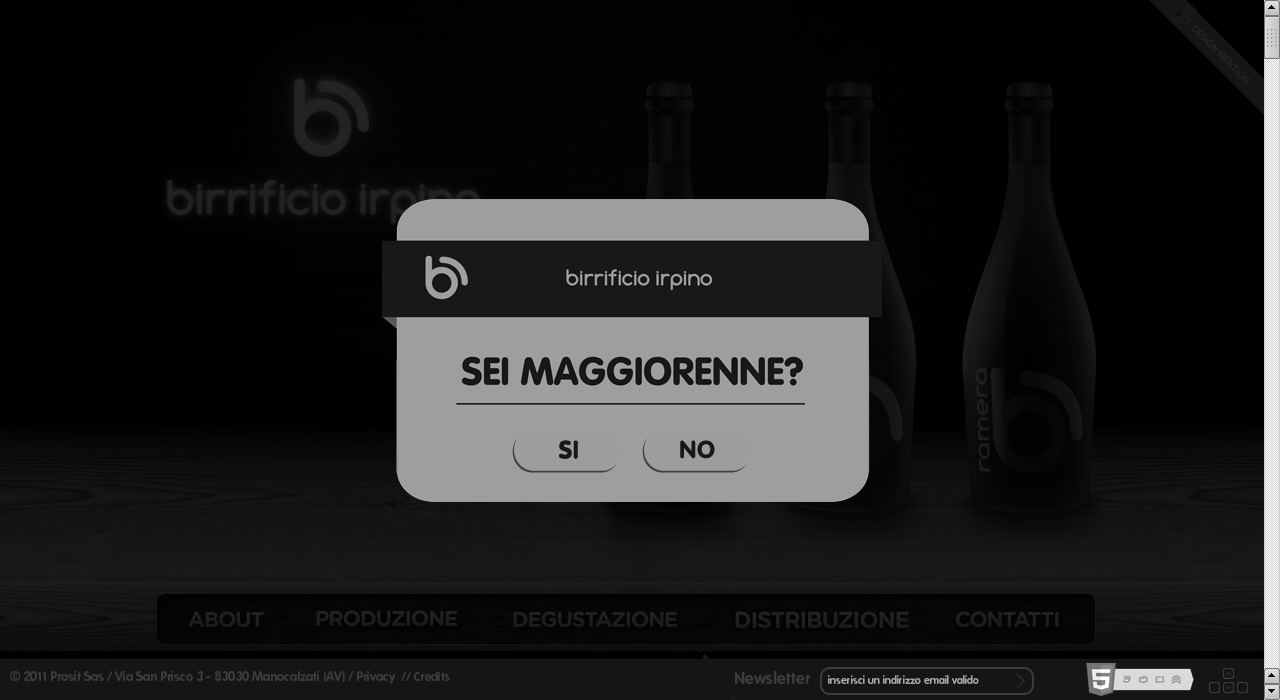 DESIGN MENTION
birrificio irpino
birrificio irpino
SEI MAGGIORENNE?
SI
NO
ramera
ABOUT
PRODUZIONE
DEGUSTAZIONE
DISTRIBUZIONE
CONTATTI
© 2011 Prosit Sas / Via San Prisco 3 - 83030 Manocalzati (AV) / Privacy // Credits
Newsletter
inserisci un indirizzo email valido
5